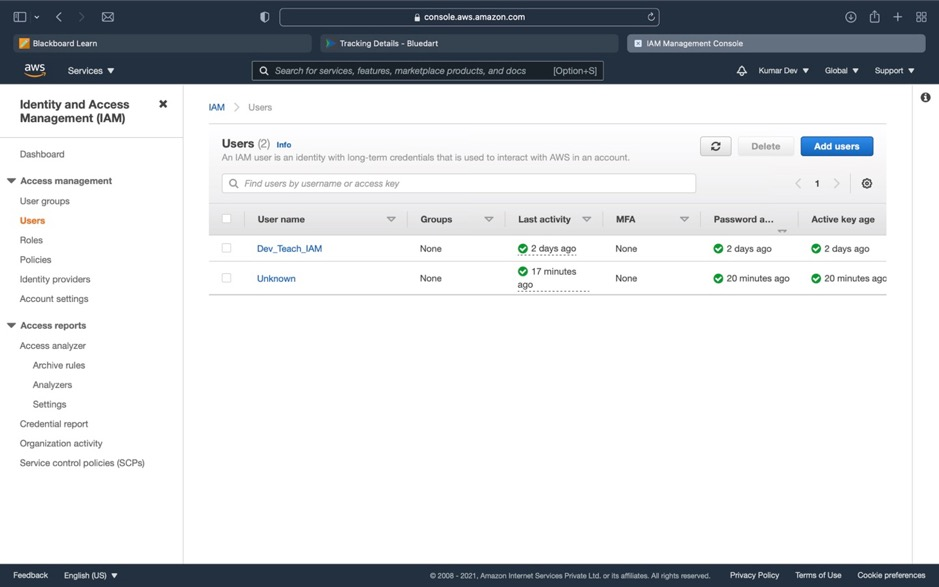 console.aws.amazon.com
Blackboard Learn
Tracking Details - Bluedart
IAM Management Console
aws
Services ▼
Search for services, features, marketplace products, and docs [Option+S]
Kumar Dev ▼
Global ▼
Support ▼
Identity and Access
Management (IAM)
Dashboard
Access management
User groups
Users
Roles
Policies
Identity providers
Account settings
Access reports
Access analyzer
Archive rules
Analyzers
Settings
Credential report
Organization activity
Service control policies (SCPs)
IAM > Users
Users (2) Info
An IAM user is an identity with long-term credentials that is used to interact with AWS in an account.
Delete
Add users
Find users by username or access key
1
User name Groups Last activity MFA Password a... Active key age
Dev_Teach_IAM None 2 days ago None 2 days ago 2 days ago
Unknown None 17 minutes None 20 minutes ago 20 minutes ago
ago
Feedback English (US) ▼ © 2008 - 2021, Amazon Internet Services Private Ltd. or its affiliates. All rights reserved. Privacy Policy Terms of Use Cookie preferences